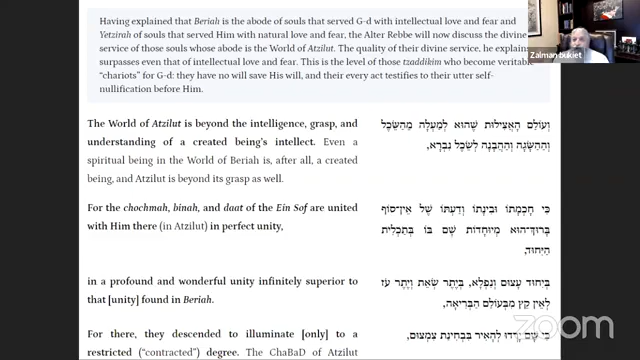 Having explained that Beriah is the abode of souls that served G-d with intellectual love and fear and
Yetzirah of souls that served Him with natural love and fear, the Alter Rebbe will now discuss the divine
service of those souls whose abode is the World of Atzilut. The quality of their divine service, he explains
surpasses even that of intellectual love and fear. This is the level of those tzaddikim who become veritable
“chariots” for G-d: they have no will save His will, and their every act testifies to their utter self-
nullification before Him.
Zalman bukiet
The World of Atzilut is beyond the intelligence, grasp, and
understanding of a created being’s intellect. Even a
spiritual being in the World of Beriah is, after all, a created
being, and Atzilut is beyond its grasp as well.
וְעוֹלַם הָאֲצִילוּת שֶׁהוּא לְמַעְלָה מֵהַשֵּׂכֶל
וְהַהַשָּׂגָה וְהַהֲבָנָה לְשֵׂכֶל נִבְרָא,
For the chochmah, binah, and daat of the Ein Sof are united
with Him there (in Atzilut) in perfect unity,
כִּי חָכְמָתוֹ וּבִינָתוֹ וְדַעְתּוֹ שֶׁל אֵין־סוֹף
בָּרוּךְ־הוּא מְיוּחָדוֹת שָׁם בּוֹ בְּתַכְלִית
הַיִּחוּד,
in a profound and wonderful unity infinitely superior to
that [unity] found in Beriah.
בְּיִחוּד עָצוּם וְנִפְלָא, בְּיֶתֶר שְׂאֵת וְיֶתֶר עֹז
לְאֵין קֵץ מִבְּעוֹלַם הַבְּרִיאָה,
For there, they descended to illuminate [only] to a
restricted (“contracted”) degree. The ChaBaD of Atzilut
כִּי שָׁם יָרְדוּ לְהָאִיר בִּבְחִינַת צִמְצוּם,
LIVE
zoom